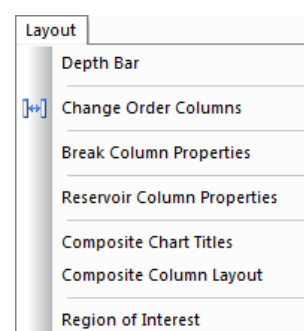 Layout
Depth Bar
Change Order Columns
Break Column Properties
Reservoir Column Properties
Composite Chart Titles
Composite Column Layout
Region of Interest